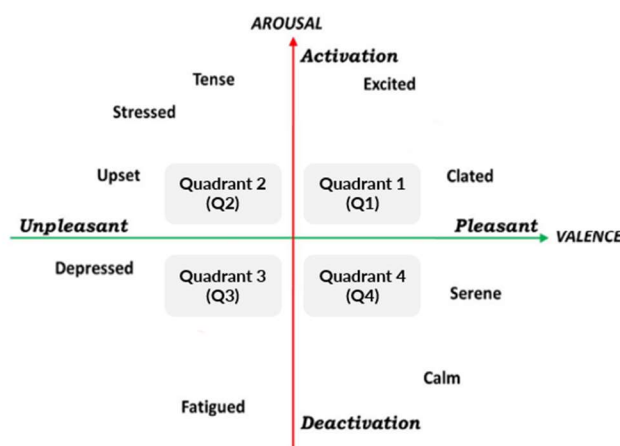 AROUSAL
Activation
Tense
Excited
Stressed
Upset
Quadrant 2
(Q2)
Quadrant 1
(Q1)
Clated
Unpleasant
Pleasant
VALENCE
Depressed
Quadrant 3
(Q3)
Quadrant 4
(Q4)
Serene
Calm
Fatigued
Deactivation